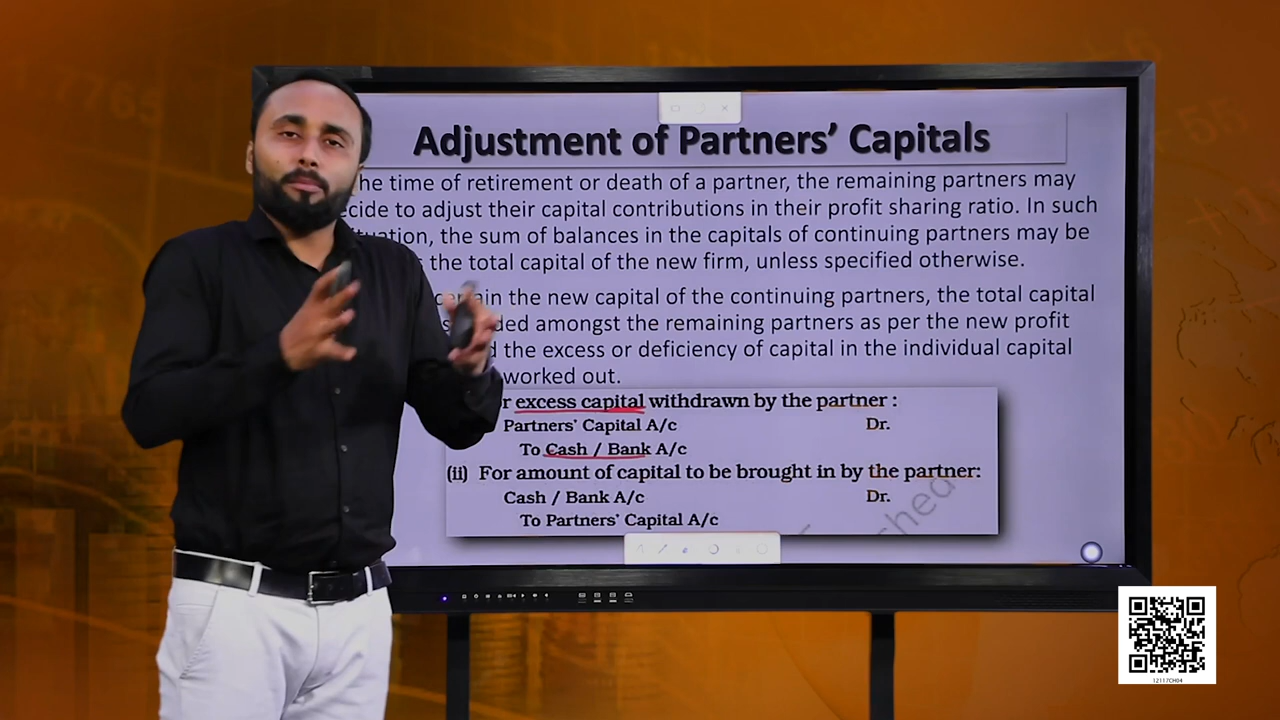 Adjustment of Partners' Capitals
he time of retirement or death of a partner, the remaining partners may
ecide to adjust their capital contributions in their profit sharing ratio. In such
tuation, the sum of balances in the capitals of continuing partners may be
the total capital of the new firm, unless specified otherwise.
ain the new capital of the continuing partners, the total capital
ded amongst the remaining partners as per the new profit
the excess or deficiency of capital in the individual capital
worked out.
r excess capital withdrawn by the partner :
Partners' Capital A/c Dr.
To Cash / Bank A/c
(ii) For amount of capital to be brought in by the partner:
Cash / Bank A/c Dr.
To Partners' Capital A/c
shed
12117CH04